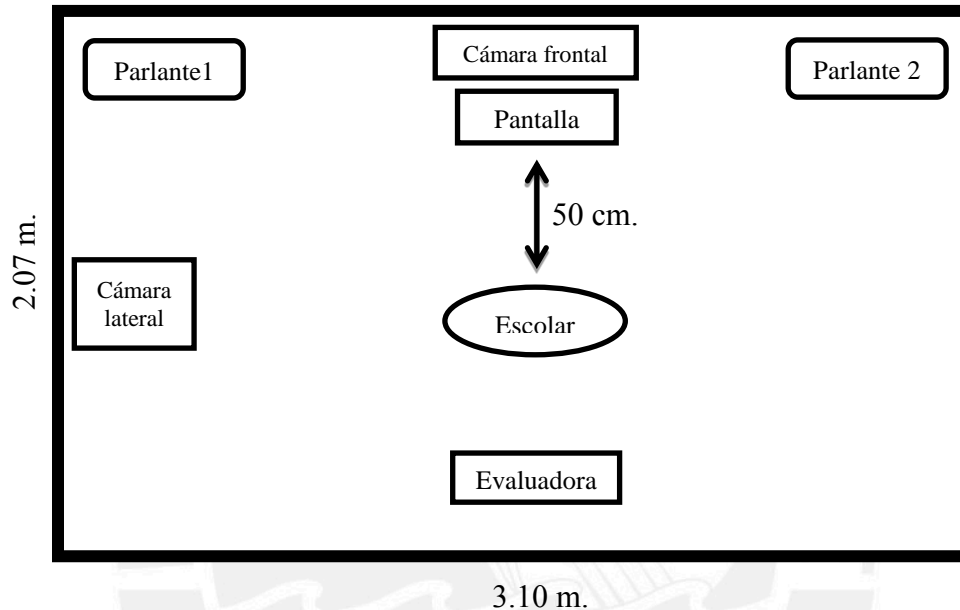 Cámara frontal
Parlante1
Parlante 2
Pantalla
50 cm.
2.07 m.
Cámara
lateral
Escolar
Evaluadora
3.10 m.